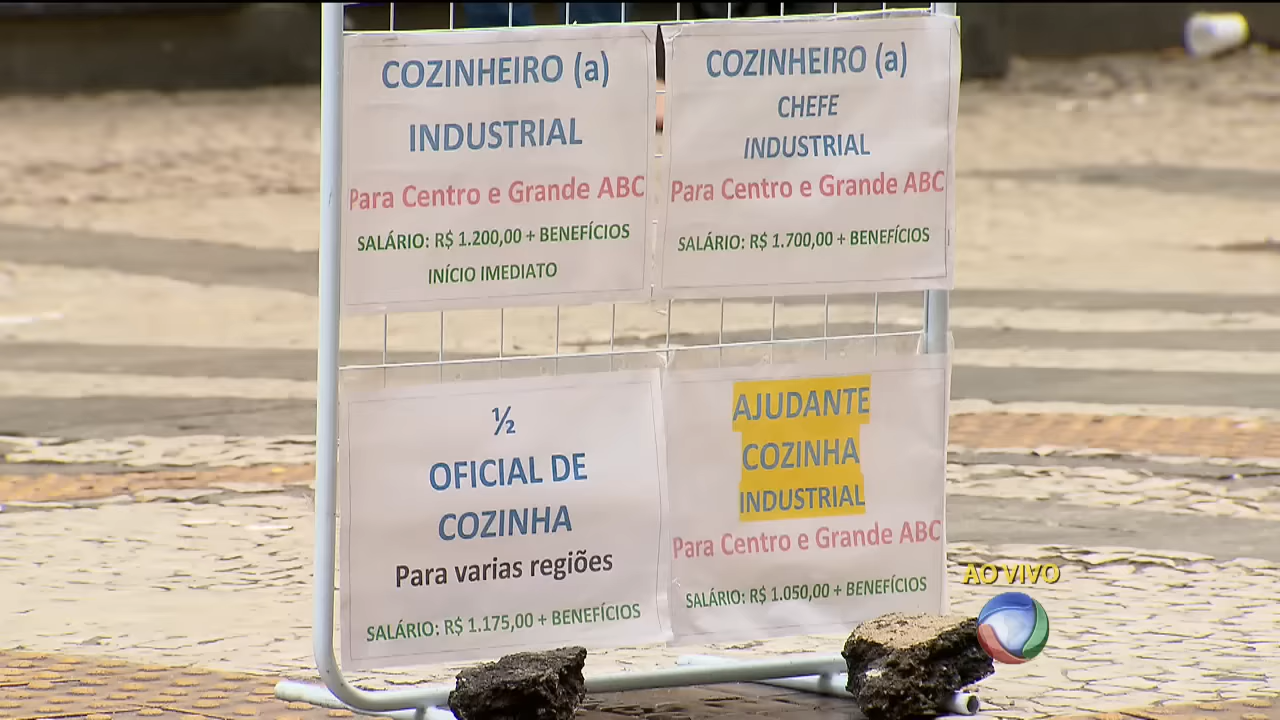 COZINHEIRO (a)
INDUSTRIAL
Para Centro e Grande ABC
SALÁRIO: R$ 1.200,00 + BENEFÍCIOS
INÍCIO IMEDIATO
COZINHEIRO (a)
CHEFE
INDUSTRIAL
Para Centro e Grande ABC
SALÁRIO: R$ 1.700,00 + BENEFÍCIOS
½
OFICIAL DE
COZINHA
Para varias regiões
SALÁRIO: R$ 1.175,00 + BENEFÍCIOS
AJUDANTE
COZINHA
INDUSTRIAL
Para Centro e Grande ABC
SALÁRIO: R$ 1.050,00 + BENEFÍCIOS
AO VIVO